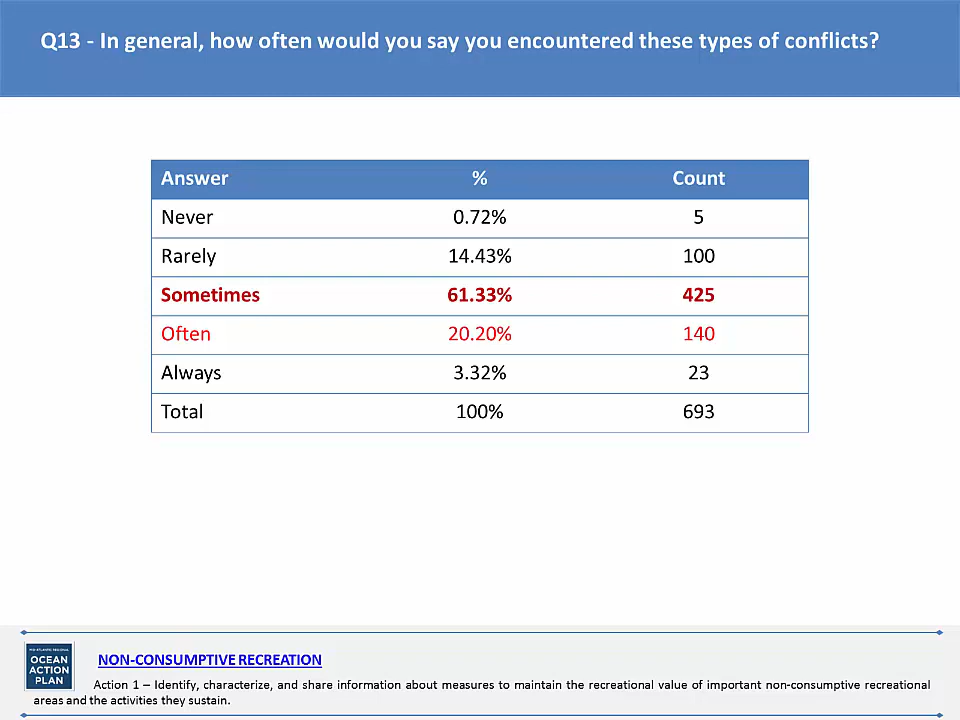 Q13 - In general, how often would you say you encountered these types of conflicts?
Answer % Count
Never 0.72% 5
Rarely 14.43% 100
Sometimes 61.33% 425
Often 20.20% 140
Always 3.32% 23
Total 100% 693
MID-ATLANTIC REGIONAL
OCEAN
ACTION
PLAN
NON-CONSUMPTIVE RECREATION
Action 1 – Identify, characterize, and share information about measures to maintain the recreational value of important non-consumptive recreational
areas and the activities they sustain.